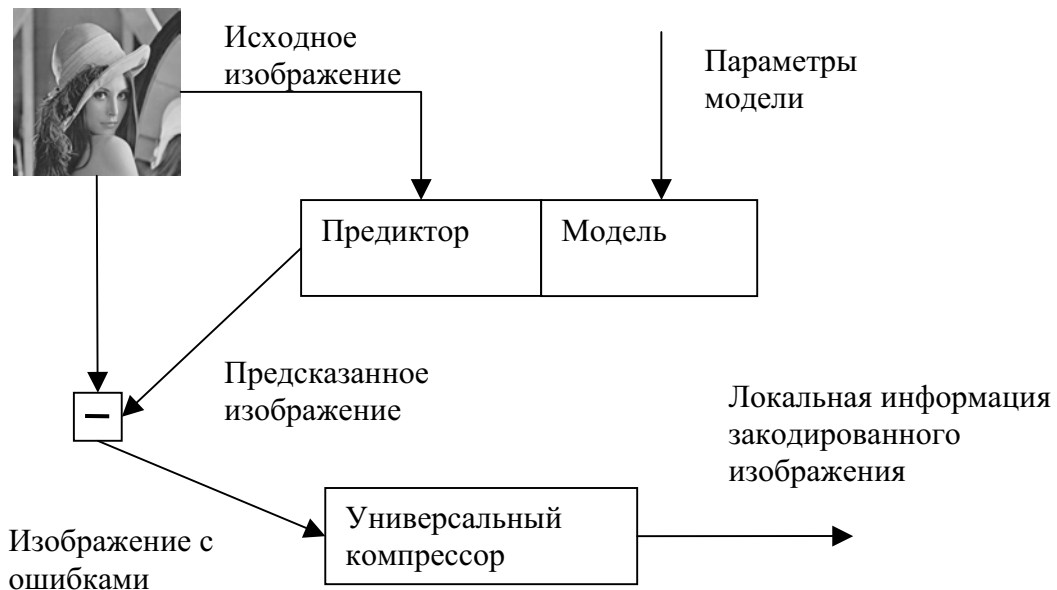 Исходное
изображение
Параметры
модели
Предиктор
Модель
Предсказанное
изображение
Локальная информация
закодированного
изображения
Универсальный
компрессор
Изображение с
ошибками